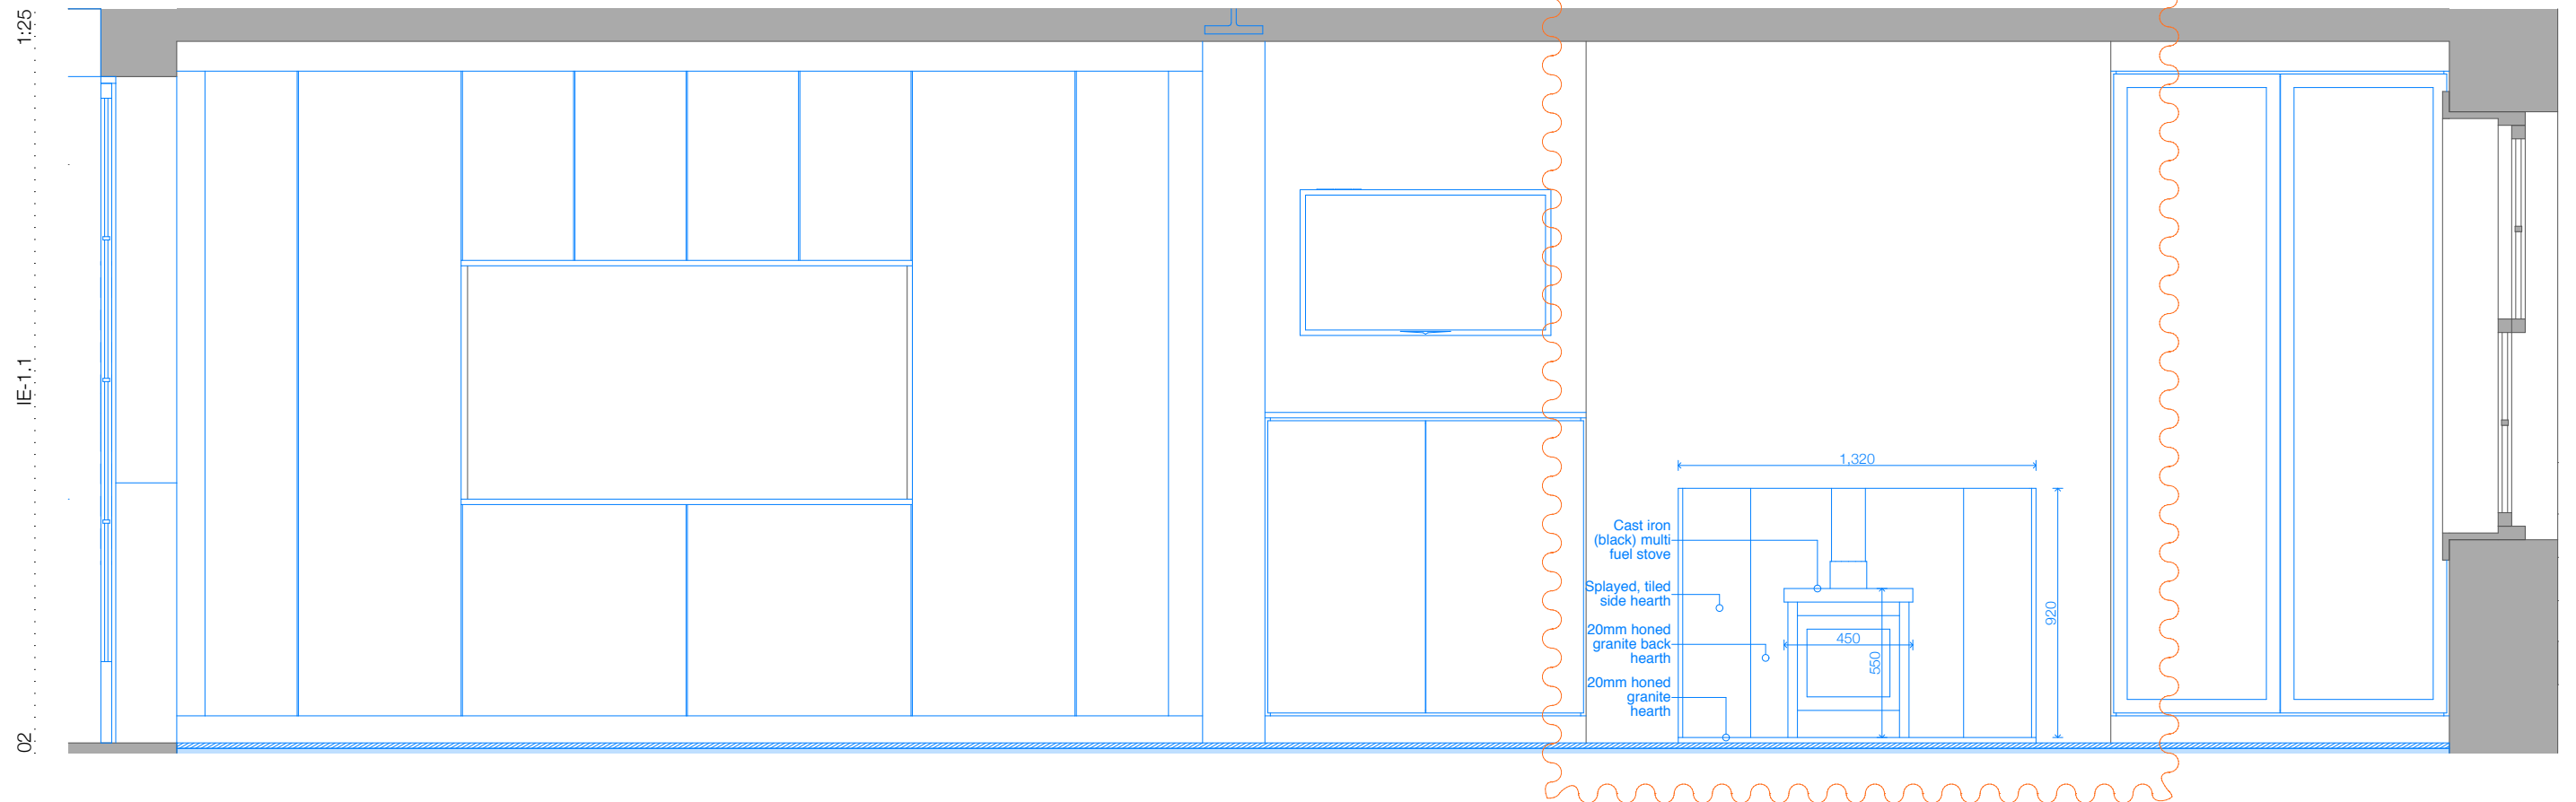 1:25
IE-1.1
02
1,320
Cast iron
(black) multi
fuel stove
Splayed, tiled
side hearth
20mm honed
granite back
hearth
20mm honed
granite
hearth
450
550
920